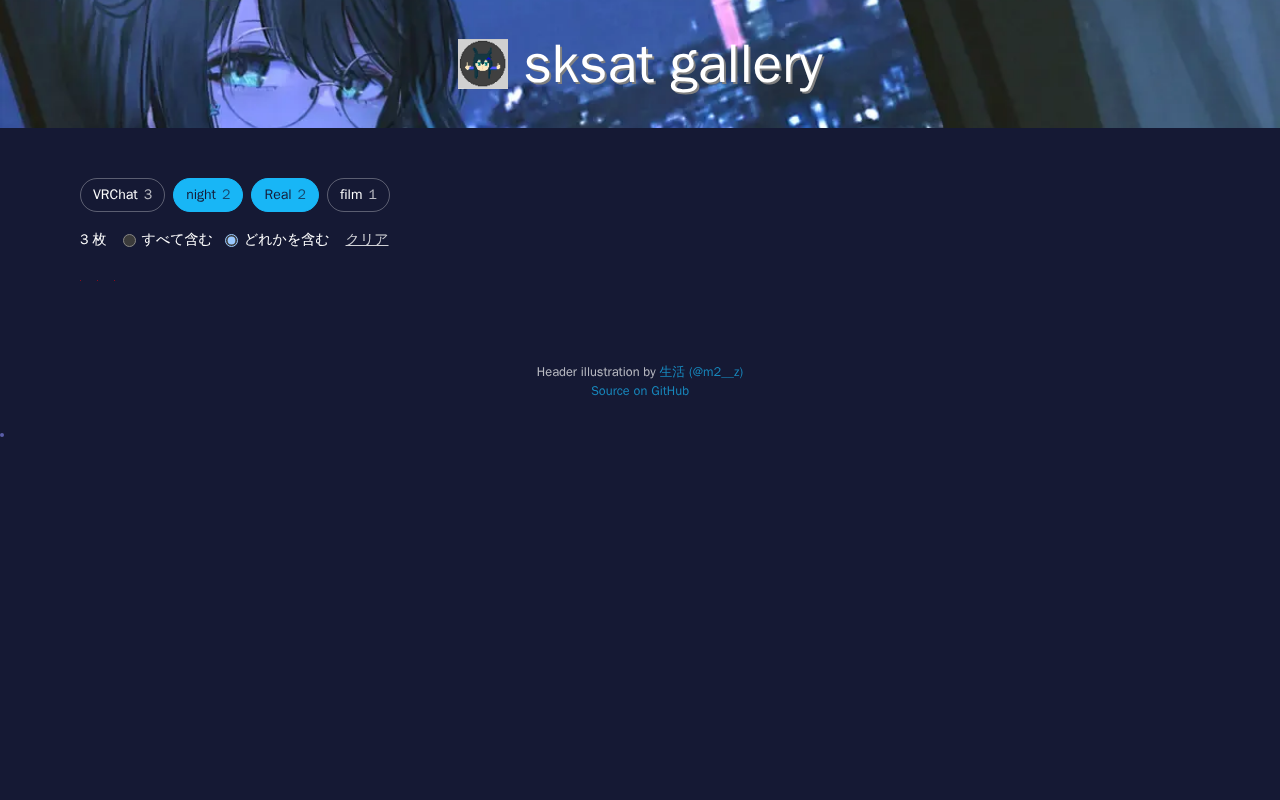 sksat gallery
VRChat 3 night 2 Real 2 film 1
3 枚 すべて含む どれかを含む クリア
Header illustration by 生活 (@m2__z)
Source on GitHub